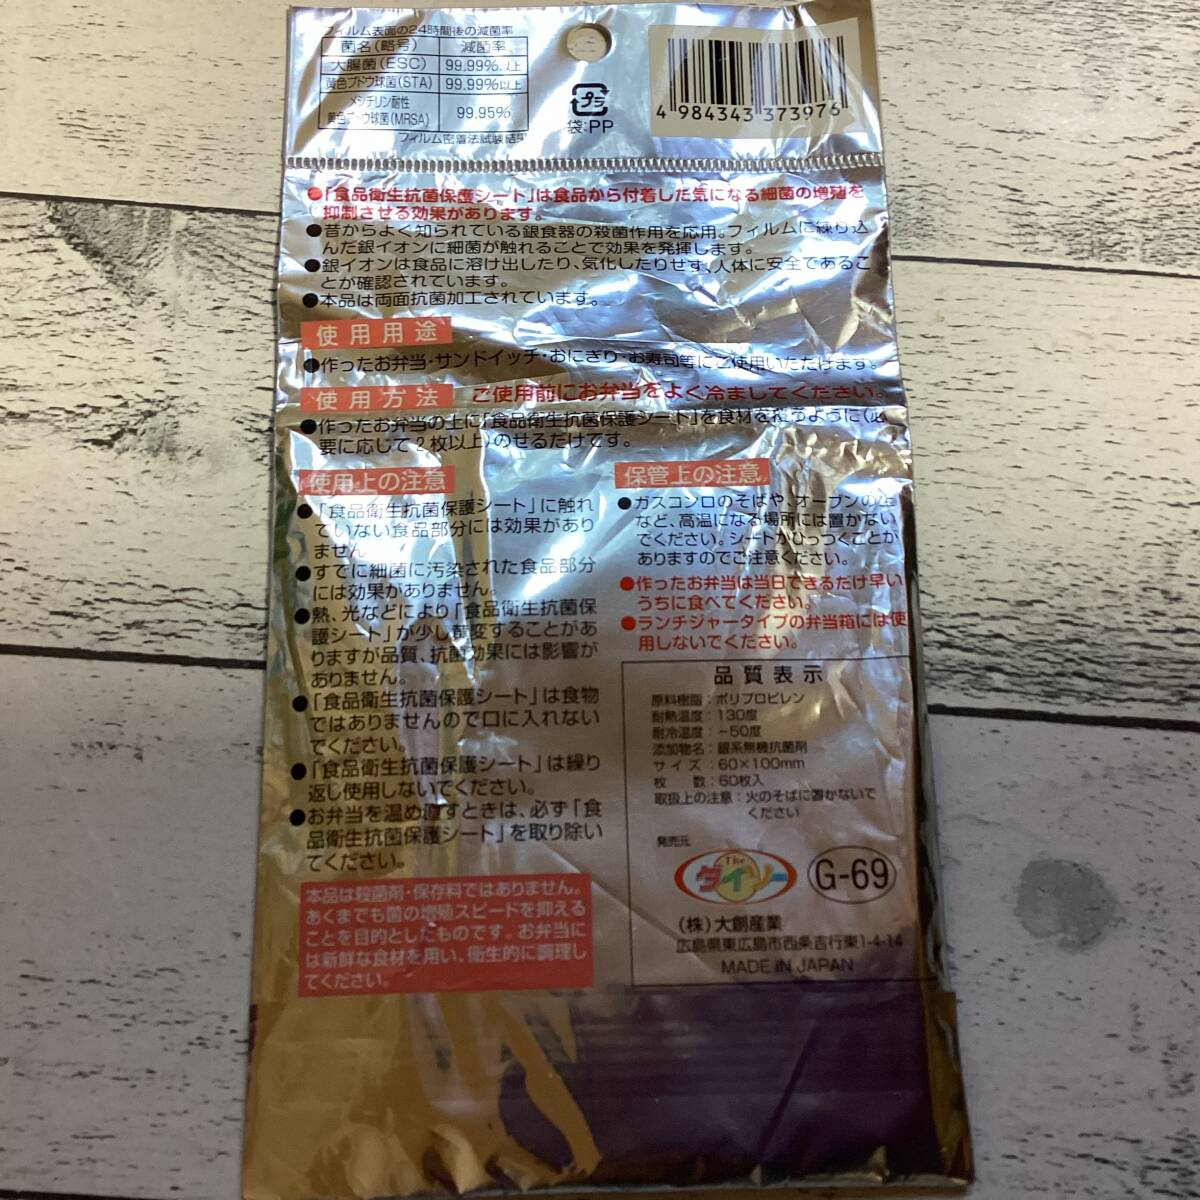 フィルム表面の24時間後の減菌率
菌名(略号) 減菌率
大腸菌(ESC) 99.99%以上
黄色ブドウ球菌(STA) 99.99%以上
メシチリン耐性
黄色ブドウ球菌(MRSA) 99.95%
フィルム密着法試験結果
プラ
袋:PP
4 984343 373976
●「食品衛生抗菌保護シート」は食品から付着した気になる細菌の増殖を
抑制させる効果があります。
●昔からよく知られている銀食器の殺菌作用を応用。フィルムに練り込
んだ銀イオンに細菌が触れることで効果を発揮します。
●銀イオンは食品に溶け出したり、気化したりせず、人体に安全であるこ
とが確認されています。
●本品は両面抗菌加工されています。
使用用途
●作ったお弁当・サンドイッチ・おにぎり・お寿司等にご使用いただけます。
使用方法 ご使用前にお弁当をよく冷ましてください。
●作ったお弁当の上に「食品衛生抗菌保護シート」を食材を覆うように(必
要に応じて2枚以上)のせるだけです。
使用上の注意
●「食品衛生抗菌保護シート」に触れ
ていない食品部分には効果があり
ません
●すでに細菌に汚染された食品部分
には効果がありません。
●熱、光などにより「食品衛生抗菌保
護シート」が少し黄変することがあ
りますが品質、抗菌効果には影響が
ありません。
●「食品衛生抗菌保護シート」は食物
ではありませんので口に入れない
でください。
●「食品衛生抗菌保護シート」は繰り
返し使用しないでください。
●お弁当を温め直すときは、必ず「食
品衛生抗菌保護シート」を取り除い
てください。
本品は殺菌剤・保存料ではありません。
あくまでも菌の増殖スピードを抑える
ことを目的としたものです。お弁当に
は新鮮な食材を用い、衛生的に調理し
てください。
保管上の注意
●ガスコンロのそばや、オーブンの上
など、高温になる場所には置かない
でください。シートがひっつくことが
ありますのでご注意ください。
●作ったお弁当は当日できるだけ早い
うちに食べてください。
●ランチジャータイプの弁当箱には使
用しないでください。
品質表示
原料樹脂:ポリプロピレン
耐熱温度:130度
耐冷温度:-50度
添加物名:銀系無機抗菌剤
サイズ:60×100mm
枚数:60枚入
取扱上の注意:火のそばに置かないで
ください
発売元
The
ダイソー
G-69
(株)大創産業
広島県東広島市西条吉行東1-4-14
MADE IN JAPAN